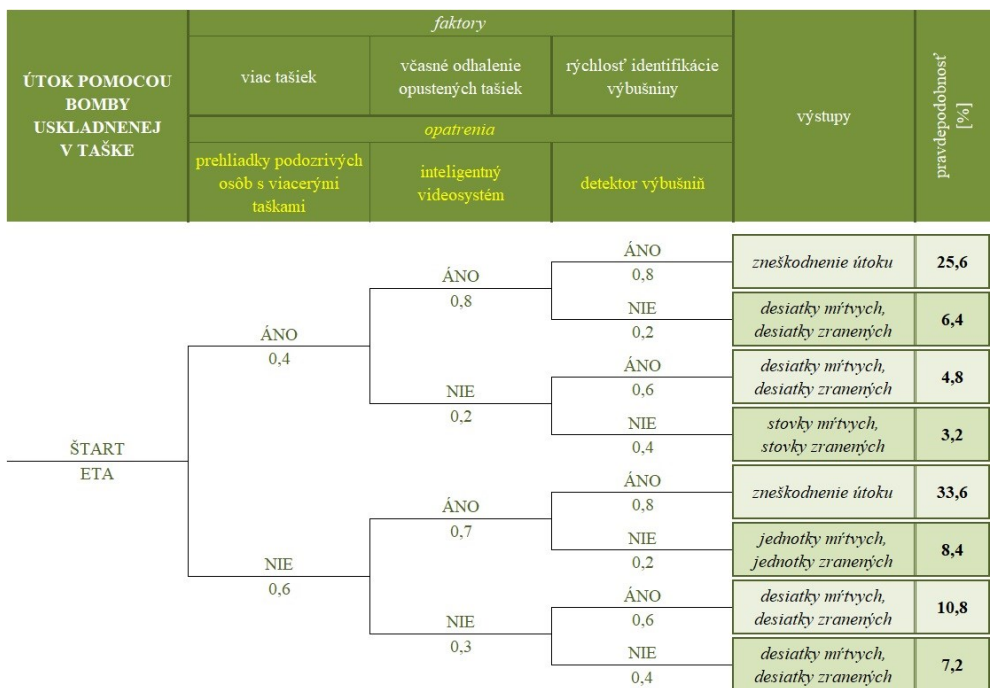 ÚTOK POMOCOU
BOMBY
USKLADNENEJ
V TAŠKE
faktory
viac tašiek
včasné odhalenie
opustených tašiek
rýchlosť identifikácie
výbušniny
opatrenia
prehliadky podozrivých
osôb s viacerými
taškami
inteligentný
videosystém
detektor výbušniň
výstupy
pravdepodobnosť
[%]
ŠTART
ETA
ÁNO
0,4
NIE
0,6
ÁNO
0,8
NIE
0,2
ÁNO
0,7
NIE
0,3
ÁNO
0,8
zneškodnenie útoku
25,6
NIE
0,2
desiatky mŕtvych,
desiatky zranených
6,4
ÁNO
0,6
desiatky mŕtvych,
desiatky zranených
4,8
NIE
0,4
stovky mŕtvych,
stovky zranených
3,2
ÁNO
0,8
zneškodnenie útoku
33,6
NIE
0,2
jednotky mŕtvych,
jednotky zranených
8,4
ÁNO
0,6
desiatky mŕtvych,
desiatky zranených
10,8
NIE
0,4
desiatky mŕtvych,
desiatky zranených
7,2